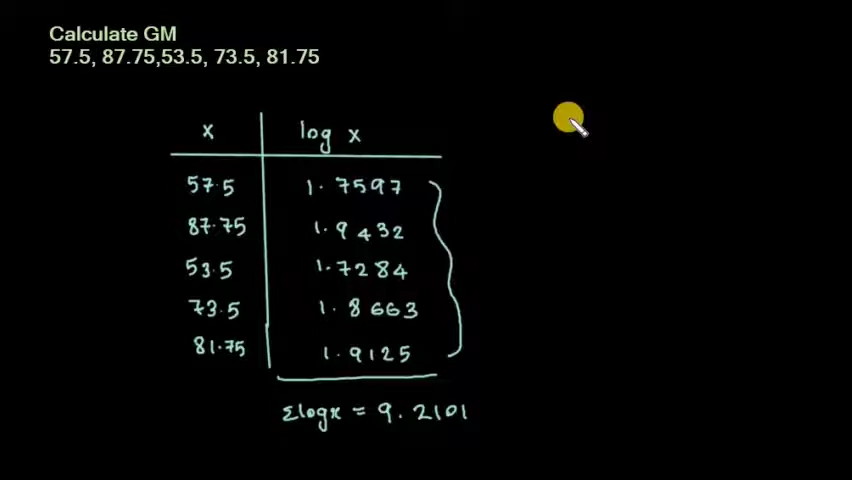 Calculate GM
57.5, 87.75,53.5, 73.5, 81.75
x log x
57.5 1.7597
87.75 1.9432
53.5 1.7284
73.5 1.8663
81.75 1.9125
Σlogx = 9.2101